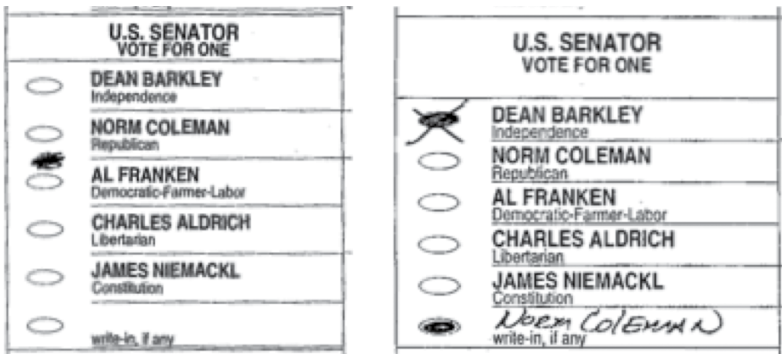 U.S. SENATOR
VOTE FOR ONE
DEAN BARKLEY
Independence
NORM COLEMAN
Republican
AL FRANKEN
Democratic-Farmer-Labor
CHARLES ALDRICH
Libertarian
JAMES NIEMACKL
Constitution
write-in, if any
U.S. SENATOR
VOTE FOR ONE
DEAN BARKLEY
Independence
NORM COLEMAN
Republican
AL FRANKEN
Democratic-Farmer-Labor
CHARLES ALDRICH
Libertarian
JAMES NIEMACKL
Constitution
NORM COLEMAN
write-in, if any